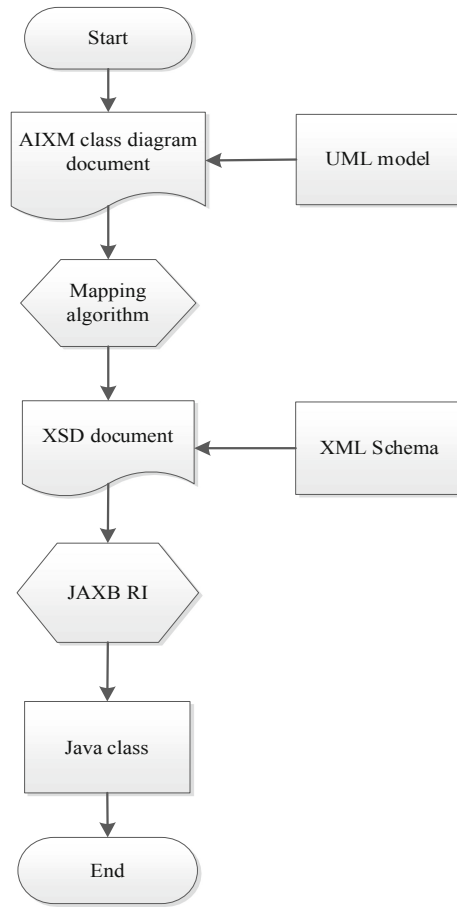 Start
AIXM class diagram
document
UML model
Mapping
algorithm
XSD document
XML Schema
JAXB RI
Java class
End